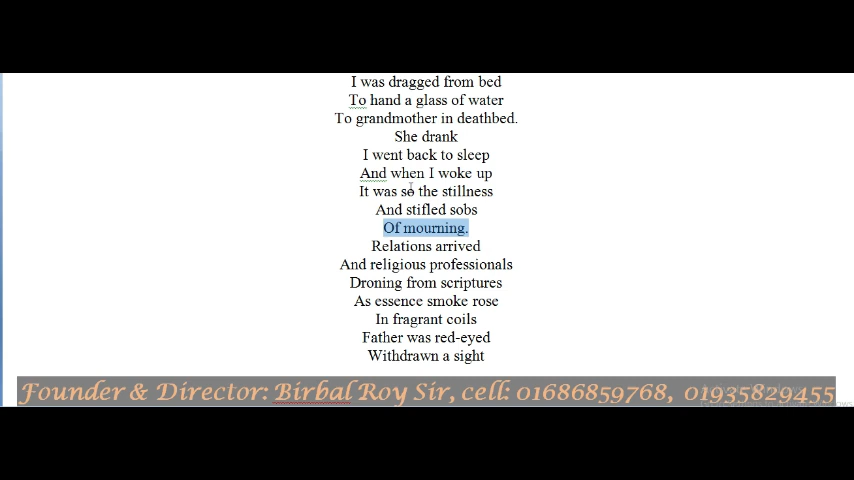 I was dragged from bed
To hand a glass of water
To grandmother in deathbed.
She drank
I went back to sleep
And when I woke up
It was so the stillness
And stifled sobs
Of mourning.
Relations arrived
And religious professionals
Droning from scriptures
As essence smoke rose
In fragrant coils
Father was red-eyed
Withdrawn a sight
Founder & Director: Birbal Roy Sir, cell: 01686859768, 01935829455